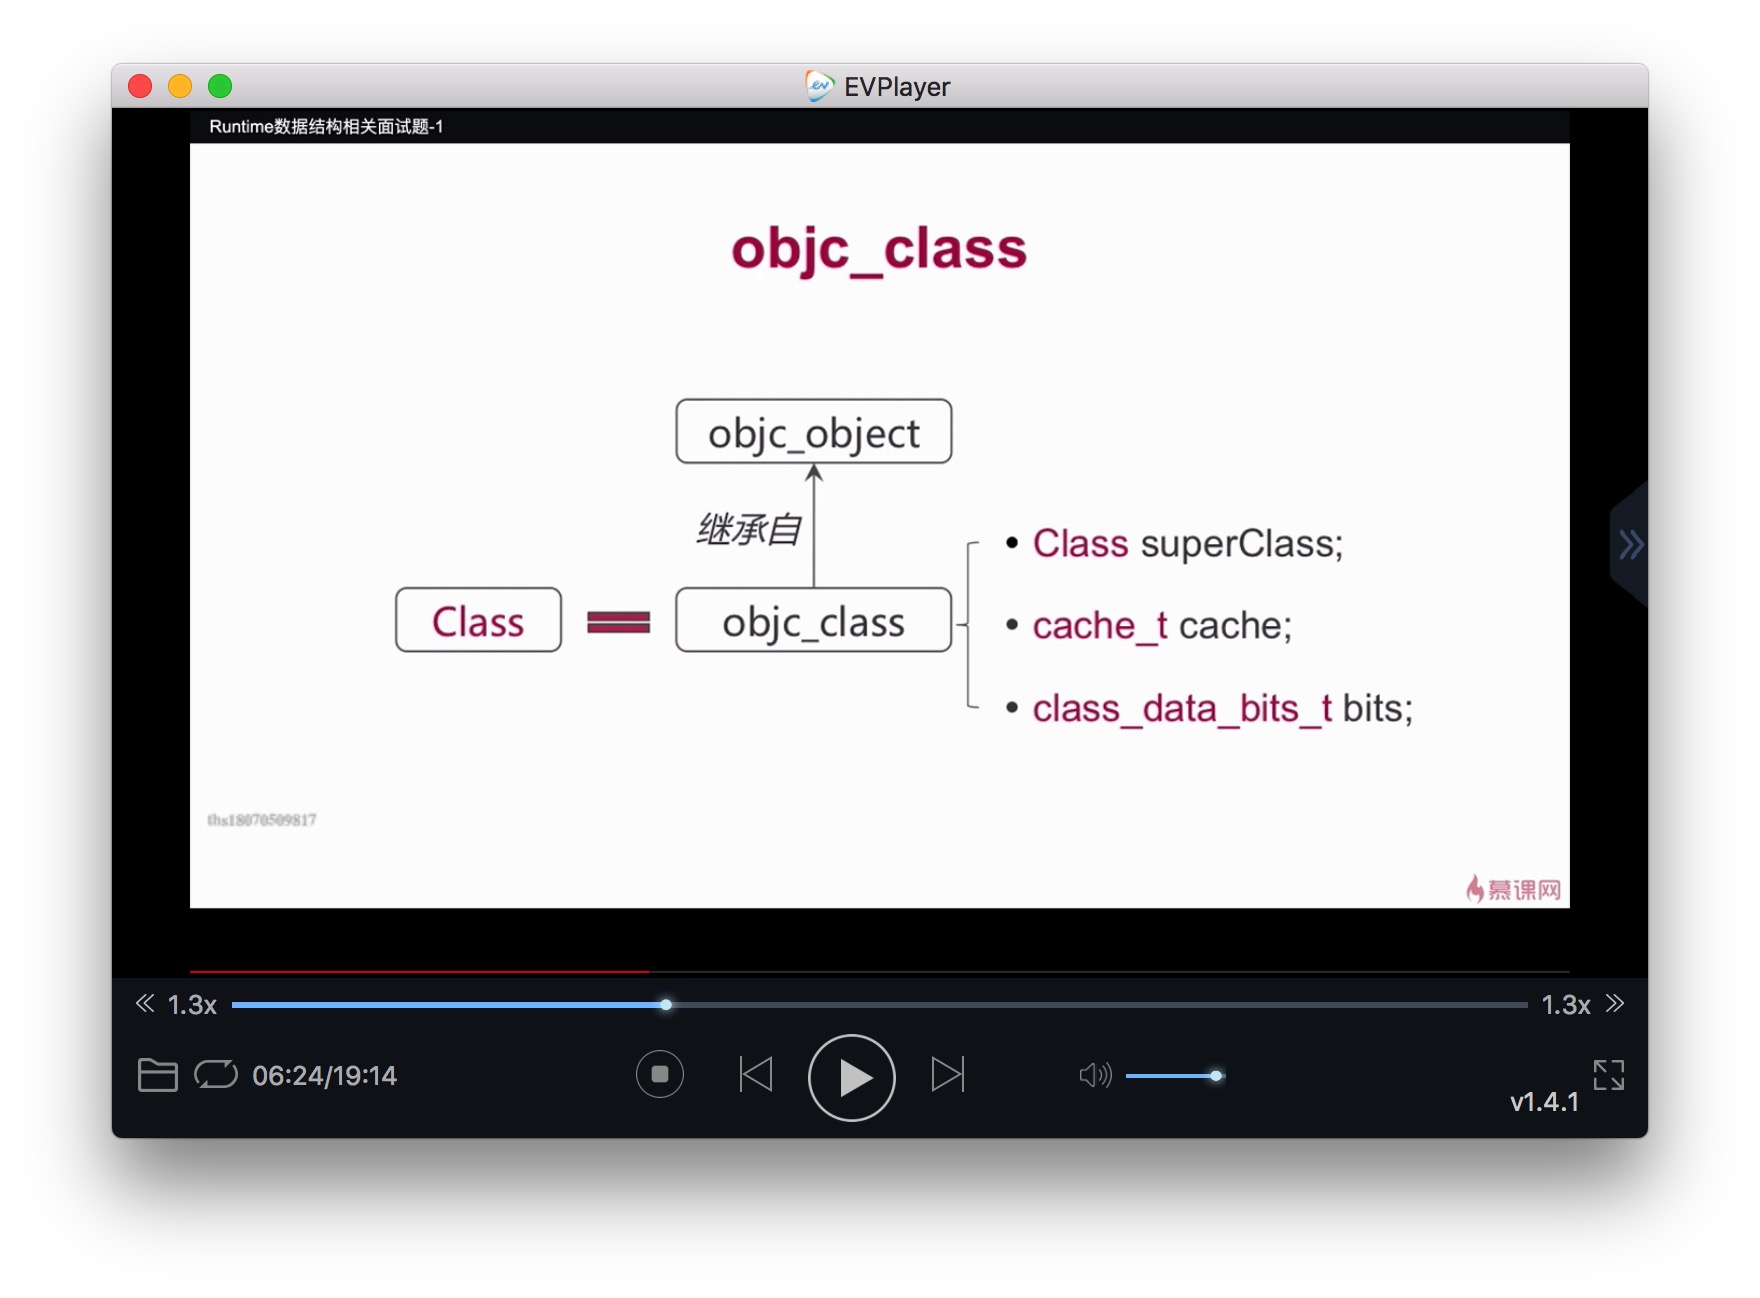 EVPlayer
Runtime数据结构相关面试题-1
objc_class
objc_object
继承自
Class
objc_class
• Class superClass;
• cache_t cache;
• class_data_bits_t bits;
ths18070509817
慕课网
1.3x
1.3x
06:24/19:14
v1.4.1